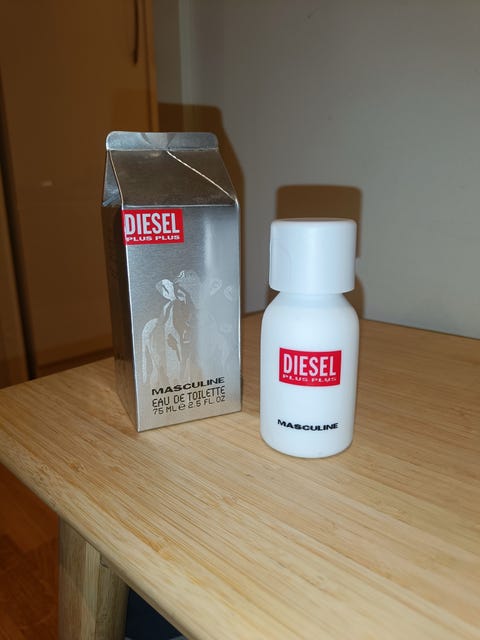 DIESEL
PLUS PLUS
MASCULINE
EAU DE TOILETTE
75 ML e 2.5 FL.OZ
DIESEL
PLUS PLUS
MASCULINE